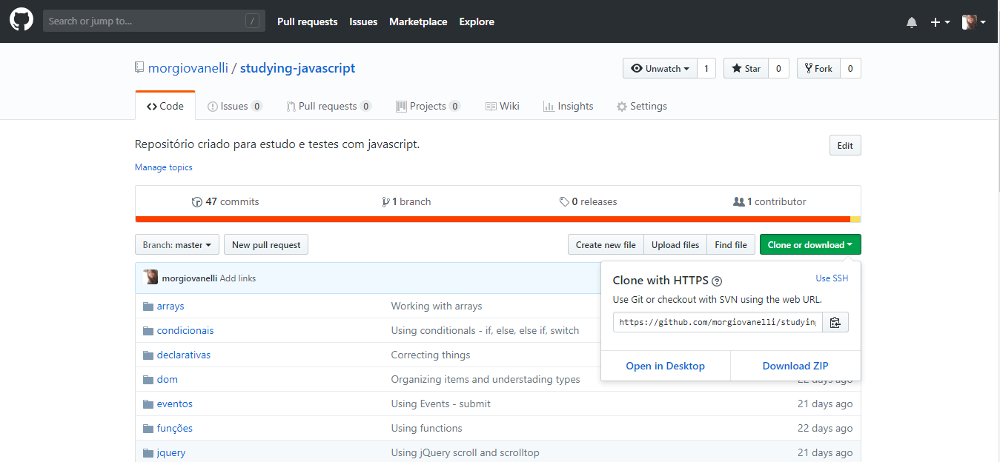 Search or jump to... / Pull requests Issues Marketplace Explore
morgiovanelli / studying-javascript Unwatch 1 Star 0 Fork 0
Code Issues 0 Pull requests 0 Projects 0 Wiki Insights Settings
Repositório criado para estudo e testes com javascript. Edit
Manage topics
47 commits 1 branch 0 releases 1 contributor
Branch: master New pull request Create new file Upload files Find file Clone or download
morgiovanelli Add links
Clone with HTTPS ? Use SSH
Use Git or checkout with SVN using the web URL.
https://github.com/morgiovanelli/studying
Open in Desktop Download ZIP
arrays Working with arrays
condicionais Using conditionals - if, else, else if, switch
declarativas Correcting things
dom Organizing items and understading types 22 days ago
eventos Using Events - submit 21 days ago
funções Using functions 22 days ago
jquery Using jQuery scroll and scrolltop 21 days ago